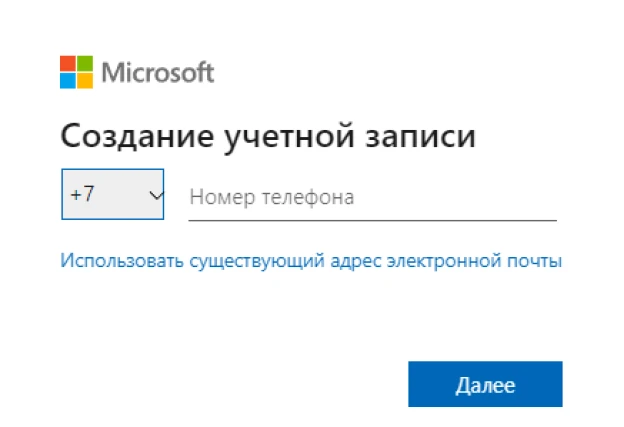 Microsoft
Создание учетной записи
+7 Номер телефона
Использовать существующий адрес электронной почты
Далее